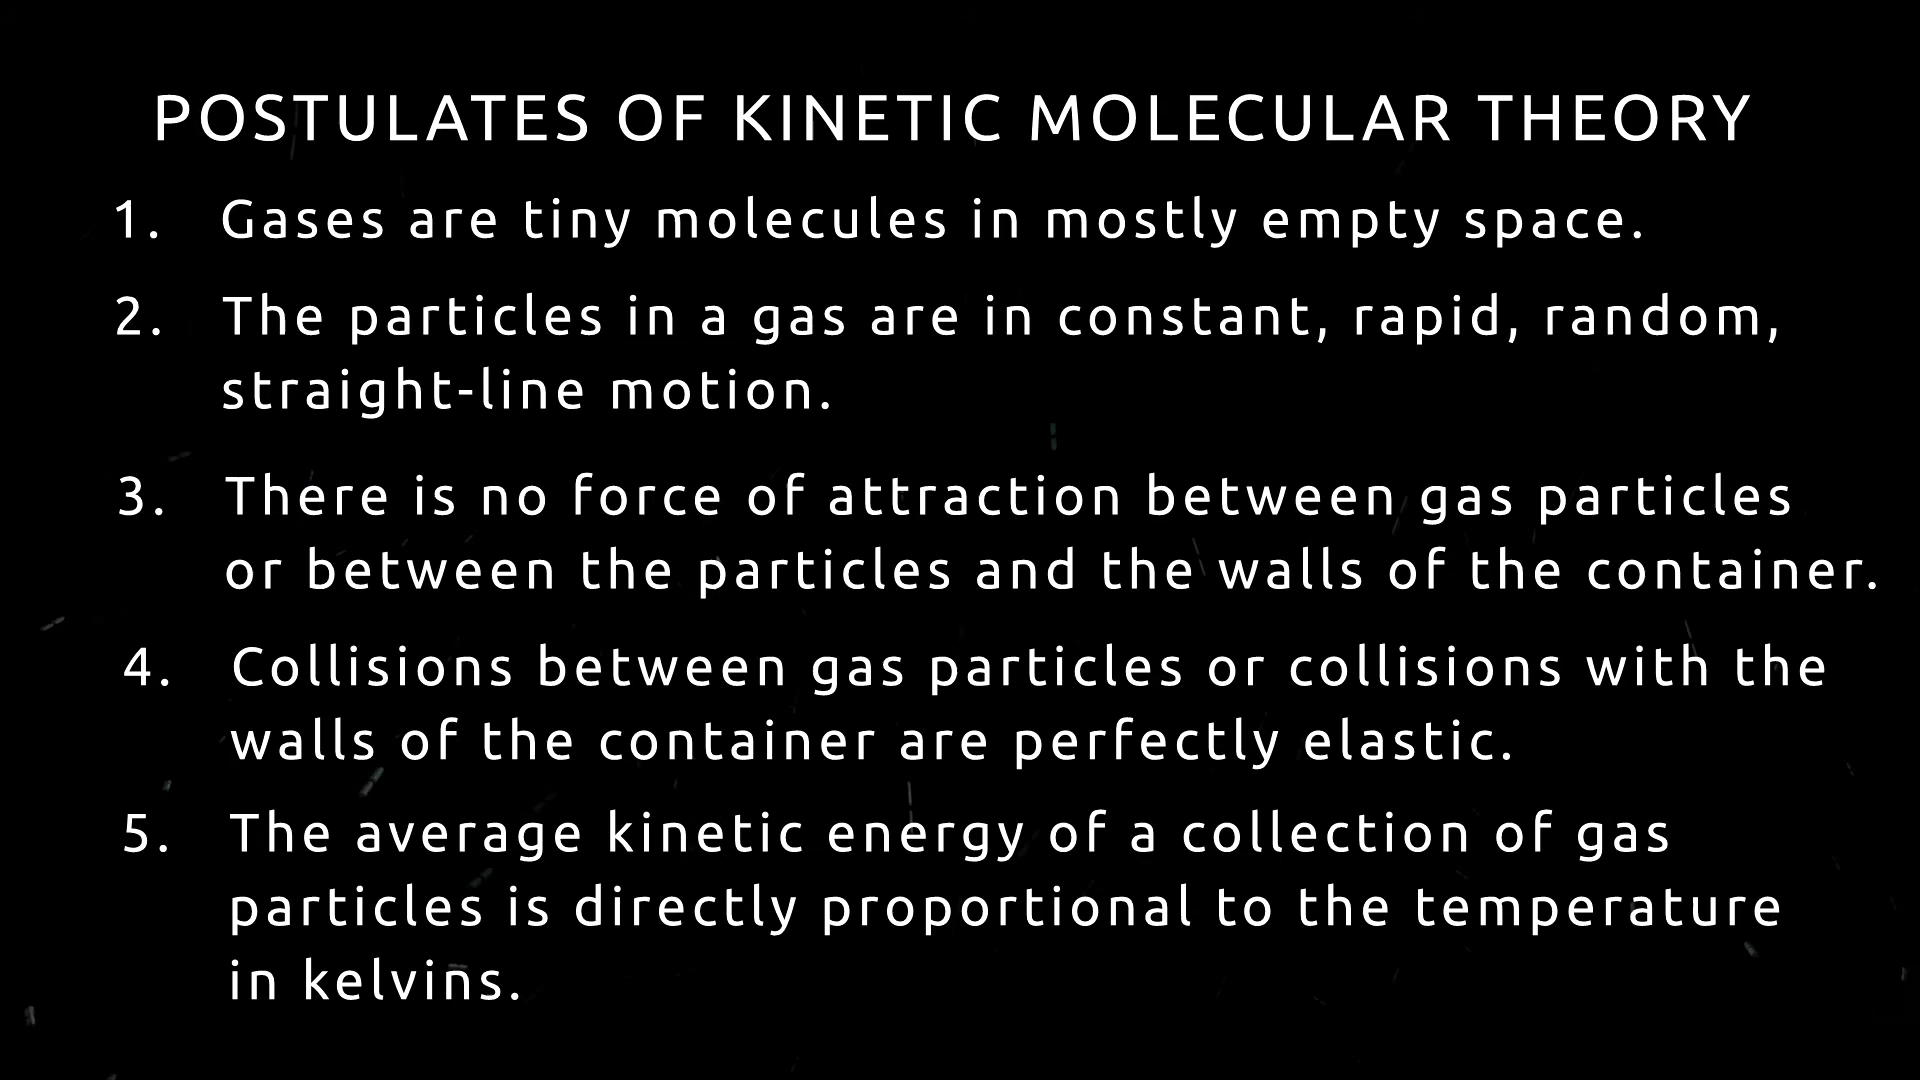 POSTULATES OF KINETIC MOLECULAR THEORY
1. Gases are tiny molecules in mostly empty space.
2. The particles in a gas are in constant, rapid, random,
straight-line motion.
3. There is no force of attraction between gas particles
or between the particles and the walls of the container.
4. Collisions between gas particles or collisions with the
walls of the container are perfectly elastic.
5. The average kinetic energy of a collection of gas
particles is directly proportional to the temperature
in kelvins.